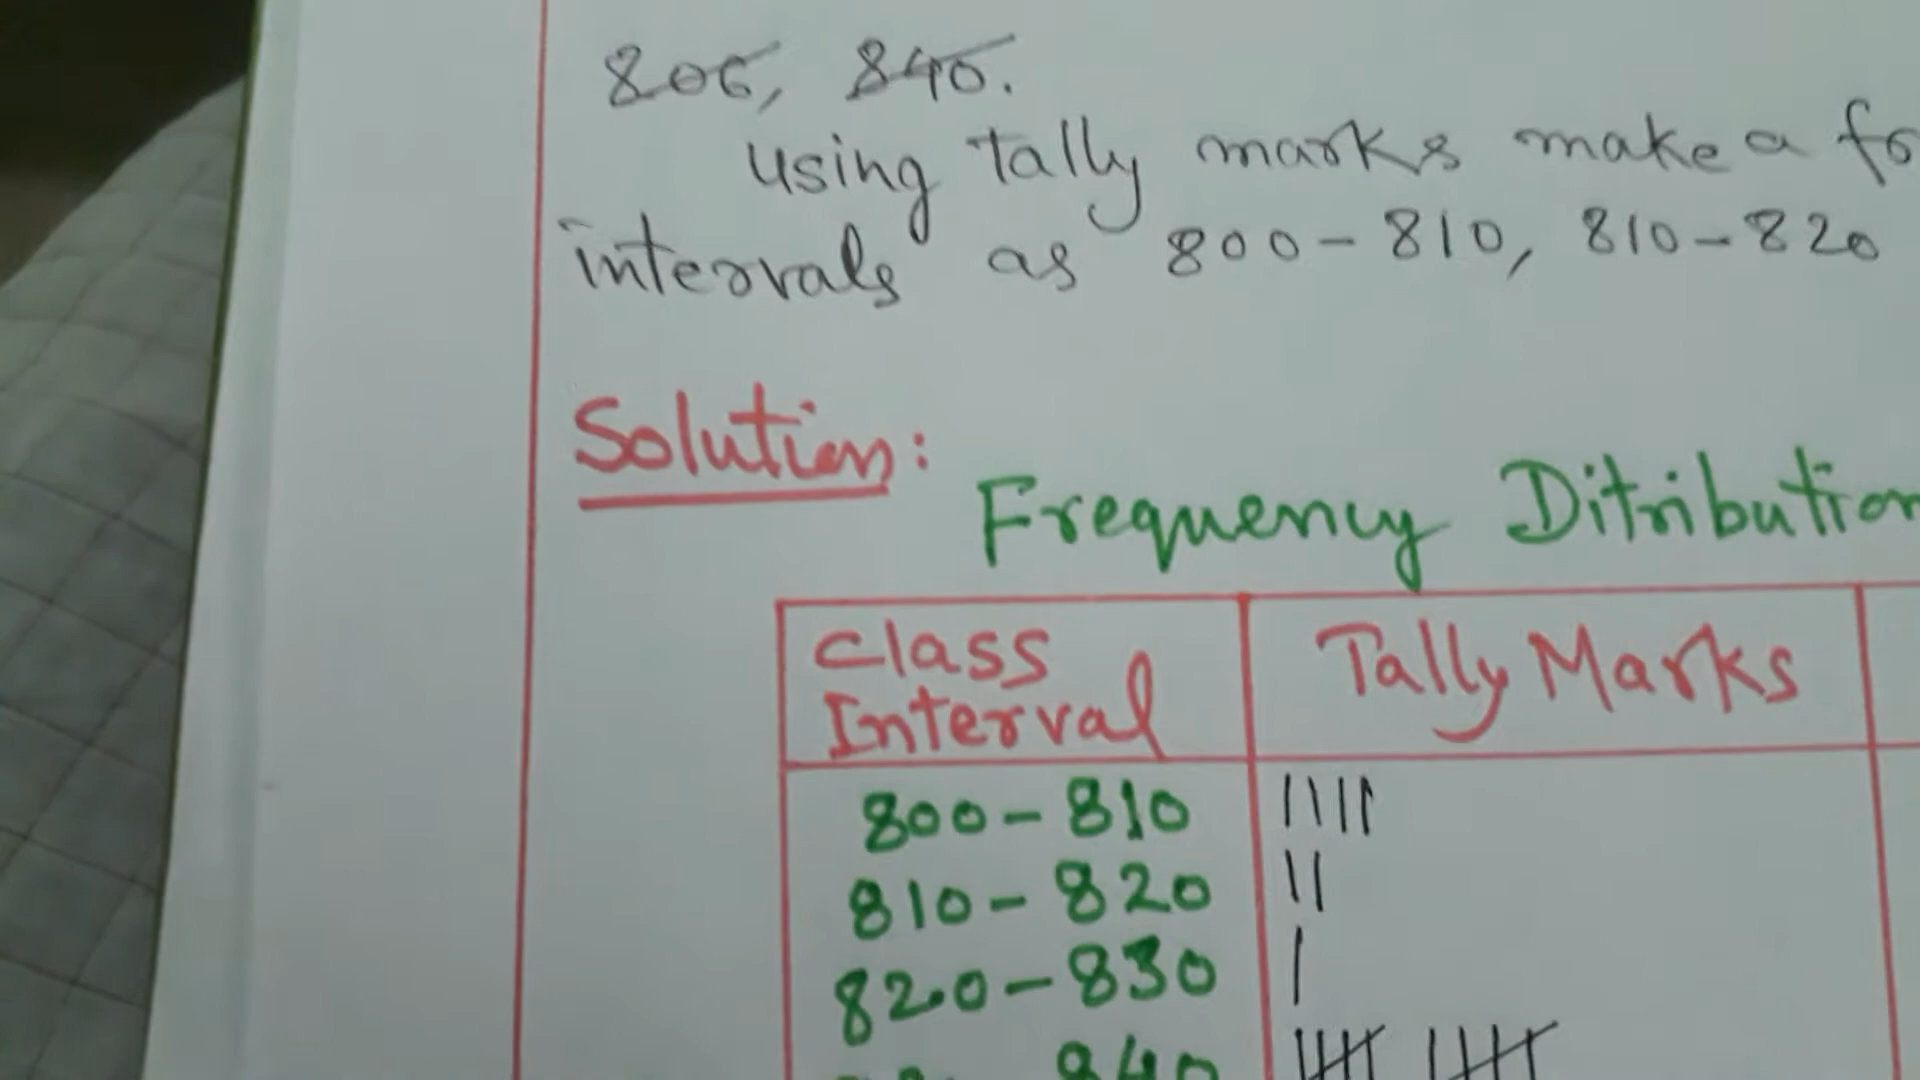 806, 840.
using tally marks make a
intervals as 800-810, 810-820
Solution:
Frequency Ditribution
Class Interval
Tally Marks
800-810 ||||
810-820 ||
820-830 |
840